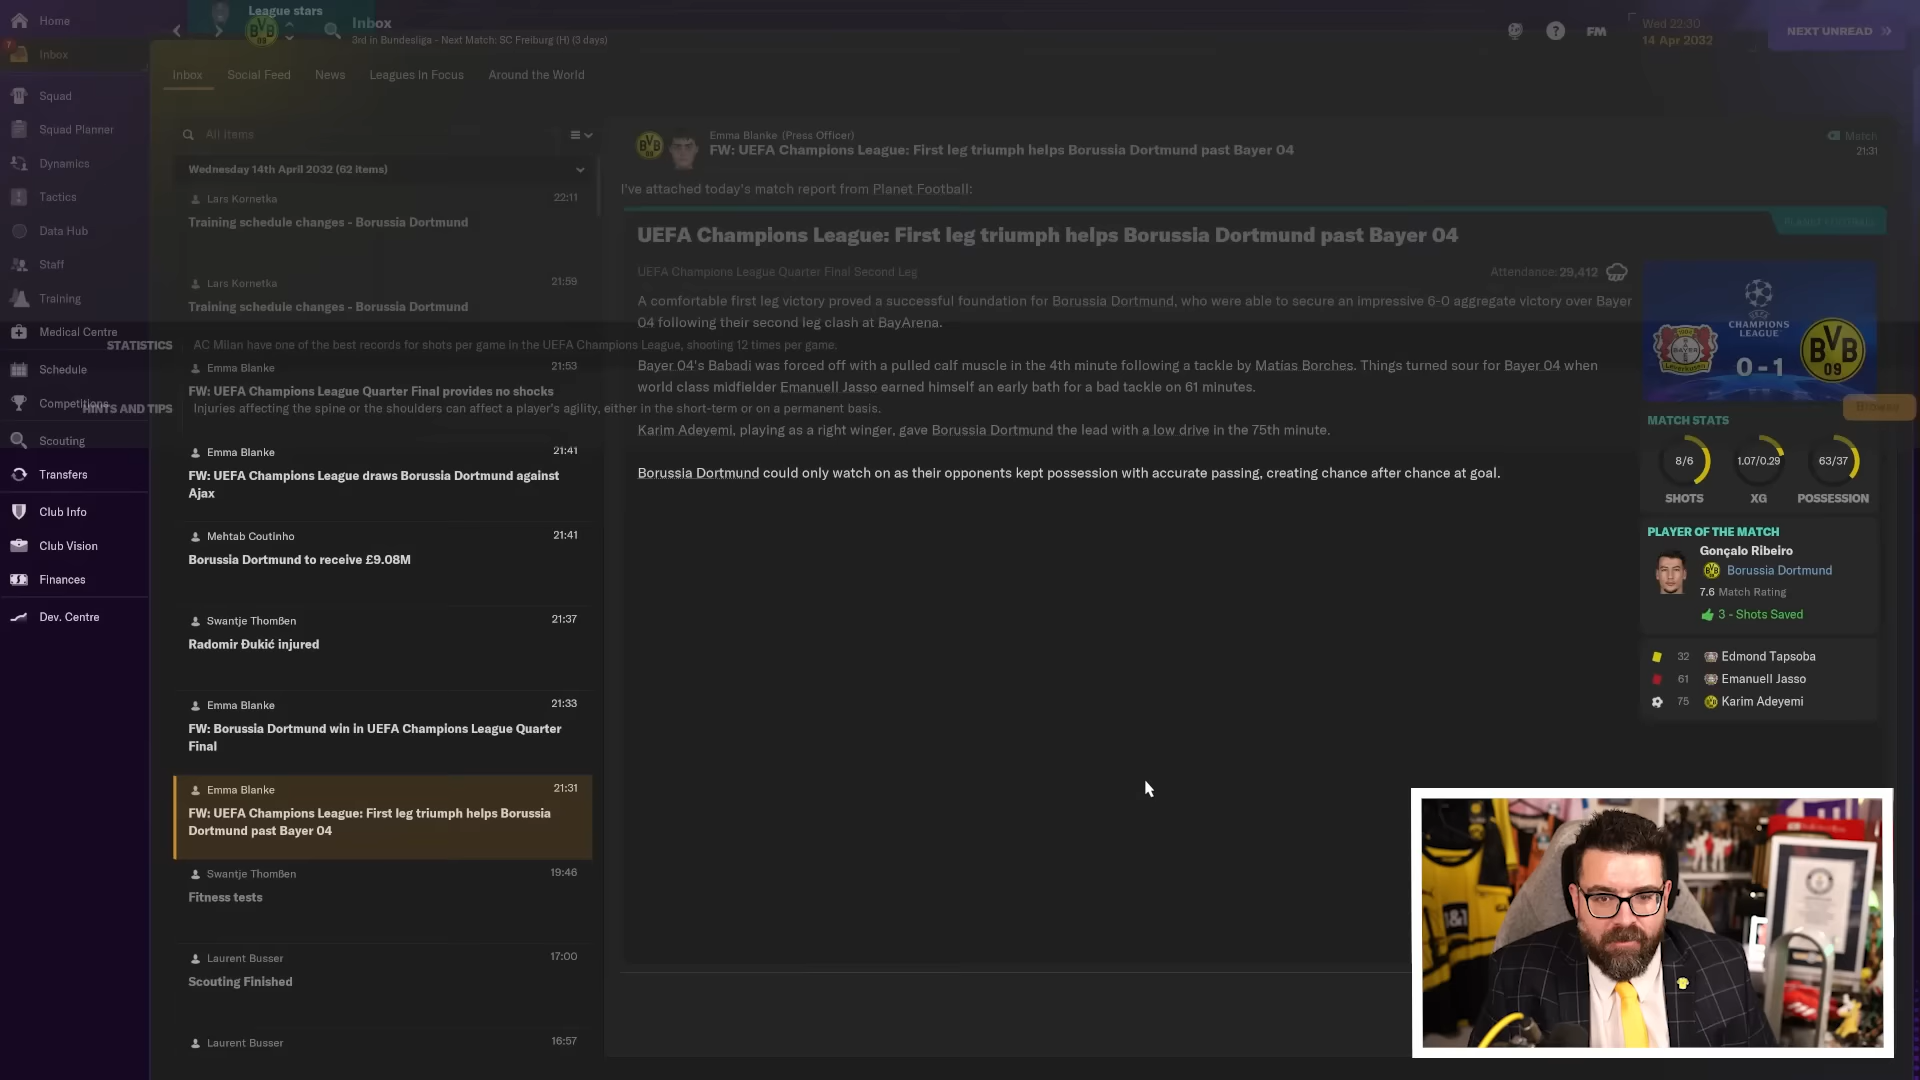 Home
League stars
Inbox
3rd in Bundesliga - Next Match: SC Freiburg (H) (3 days)
FM
Wed 22:30
14 Apr 2032
NEXT UNREAD
7
Inbox
Squad
Squad Planner
Dynamics
Tactics
Data Hub
Staff
Training
Medical Centre
Schedule
Competitions
Scouting
Transfers
Club Info
Club Vision
Finances
Dev. Centre
STATISTICS
AC Milan have one of the best records for shots per game in the UEFA Champions League, shooting 12 times per game.
HINTS AND TIPS
Injuries affecting the spine or the shoulders can affect a player's agility, either in the short-term or on a permanent basis.
Inbox
Social Feed
News
Leagues In Focus
Around the World
All items
Wednesday 14th April 2032 (62 items)
Lars Kornetka
22:11
Training schedule changes - Borussia Dortmund
Lars Kornetka
21:59
Training schedule changes - Borussia Dortmund
Emma Blanke
21:53
FW: UEFA Champions League Quarter Final provides no shocks
Emma Blanke
21:41
FW: UEFA Champions League draws Borussia Dortmund against
Ajax
Mehtab Coutinho
21:41
Borussia Dortmund to receive £9.08M
Swantje Thomßen
21:37
Radomir Đukić injured
Emma Blanke
21:33
FW: Borussia Dortmund win in UEFA Champions League Quarter
Final
Emma Blanke
21:31
FW: UEFA Champions League: First leg triumph helps Borussia
Dortmund past Bayer 04
Swantje Thomßen
19:46
Fitness tests
Laurent Busser
17:00
Scouting Finished
Laurent Busser
16:57
Emma Blanke (Press Officer)
FW: UEFA Champions League: First leg triumph helps Borussia Dortmund past Bayer 04
Match
21:31
I've attached today's match report from Planet Football:
PLANET FOOTBALL
UEFA Champions League: First leg triumph helps Borussia Dortmund past Bayer 04
UEFA Champions League Quarter Final Second Leg
Attendance: 29,412
A comfortable first leg victory proved a successful foundation for Borussia Dortmund, who were able to secure an impressive 6-0 aggregate victory over Bayer
04 following their second leg clash at BayArena.
Bayer 04's Babadi was forced off with a pulled calf muscle in the 4th minute following a tackle by Matías Borches. Things turned sour for Bayer 04 when
world class midfielder Emanuell Jasso earned himself an early bath for a bad tackle on 61 minutes.
Karim Adeyemi, playing as a right winger, gave Borussia Dortmund the lead with a low drive in the 75th minute.
Borussia Dortmund could only watch on as their opponents kept possession with accurate passing, creating chance after chance at goal.
CHAMPIONS
LEAGUE
0 - 1
BVB
09
Browse
MATCH STATS
8/6
1.07/0.29
63/37
SHOTS
XG
POSSESSION
PLAYER OF THE MATCH
Gonçalo Ribeiro
Borussia Dortmund
7.6 Match Rating
3 - Shots Saved
32
Edmond Tapsoba
61
Emanuell Jasso
75
Karim Adeyemi
1&1